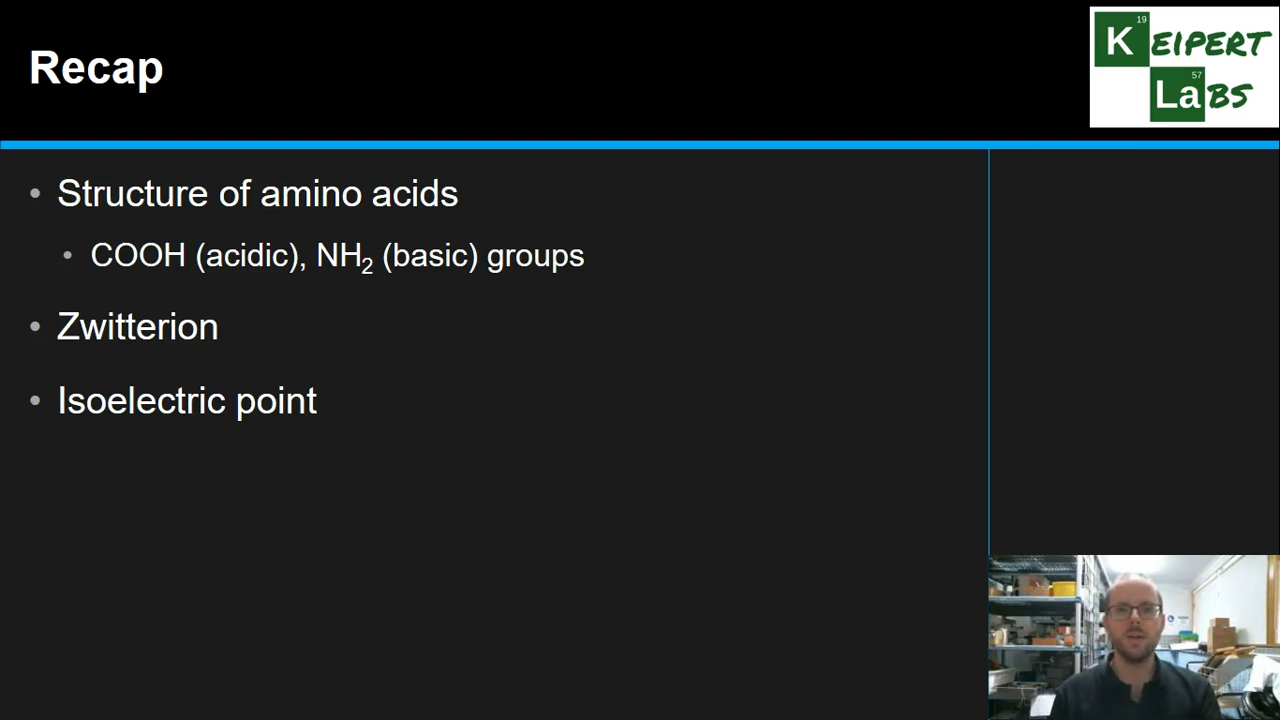 Recap
19
K EIPERT
57
La BS
• Structure of amino acids
• COOH (acidic), NH₂ (basic) groups
• Zwitterion
• Isoelectric point